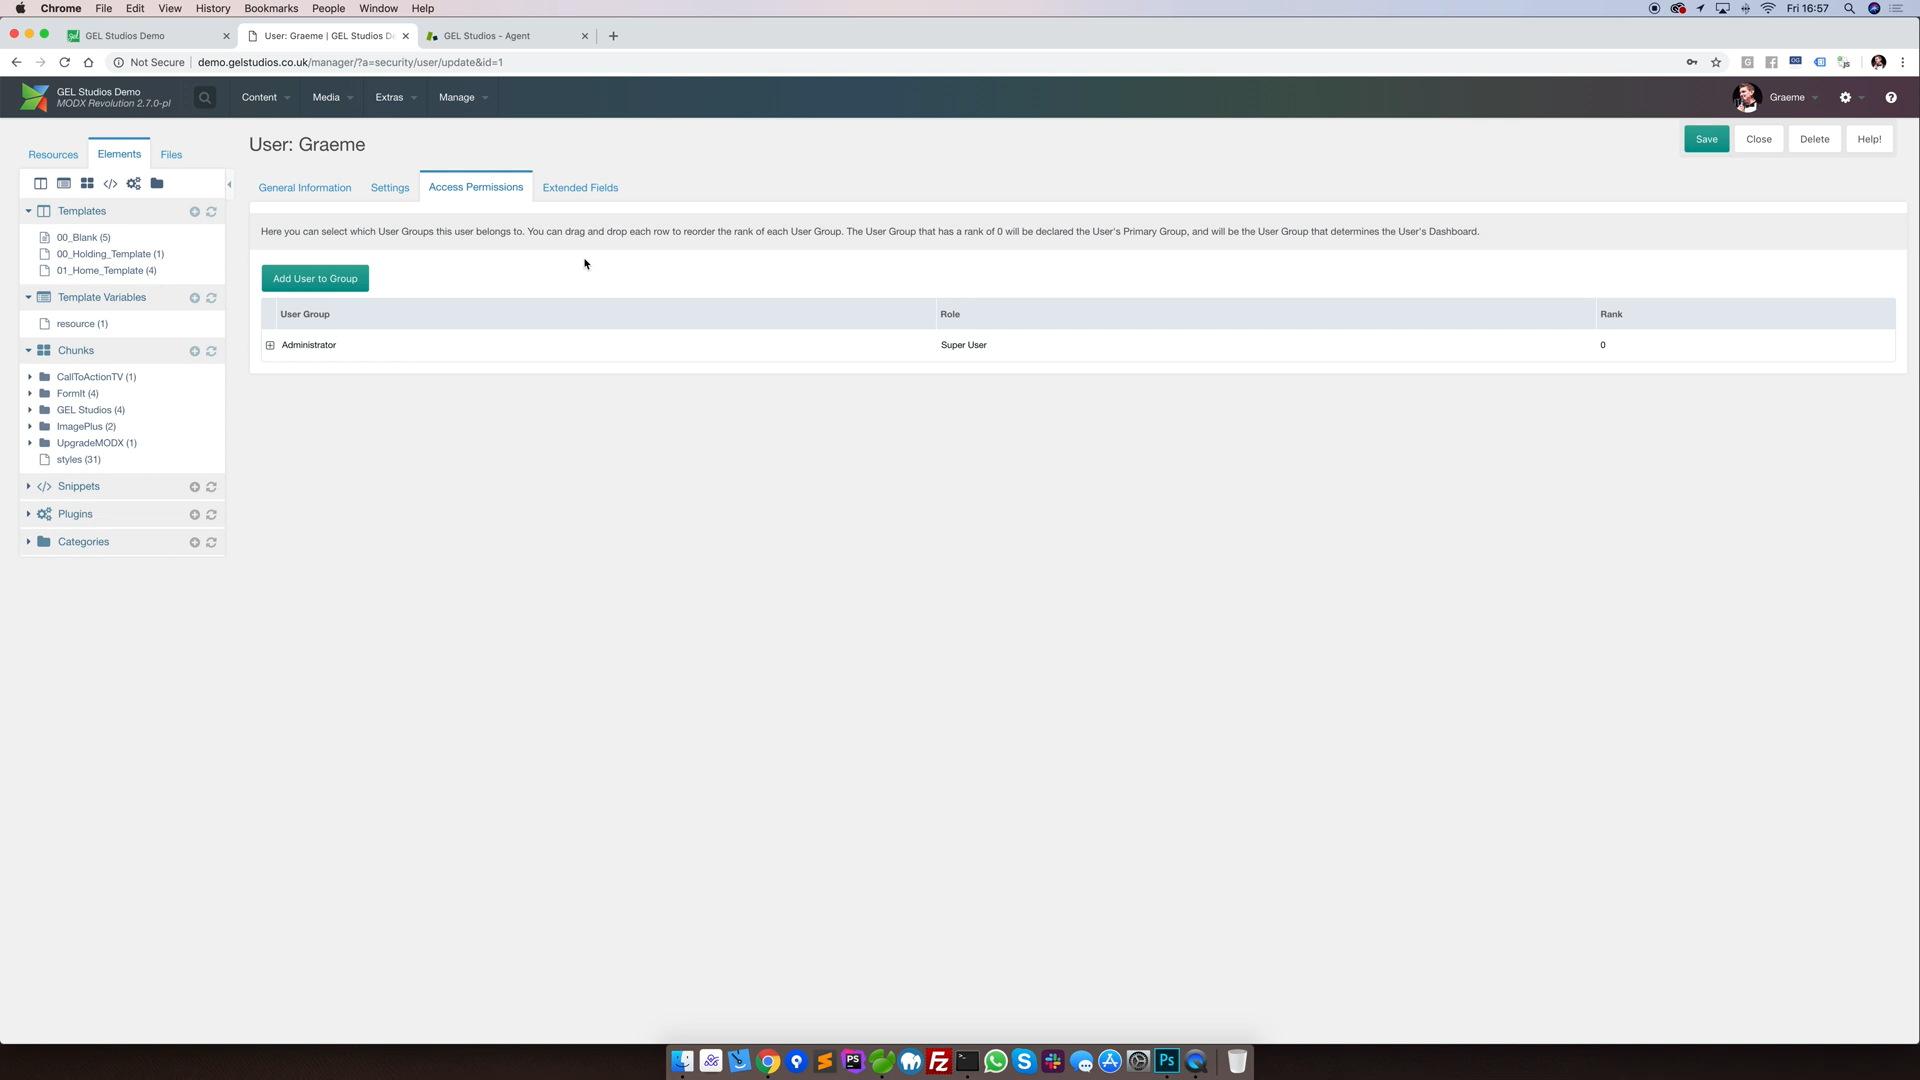 Chrome File Edit View History Bookmarks People Window Help
Fri 16:57
GEL Studios Demo
User: Graeme | GEL Studios De
GEL Studios - Agent
Not Secure | demo.gelstudios.co.uk/manager/?a=security/user/update&id=1
GEL Studios Demo
MODX Revolution 2.7.0-pl
Content Media Extras Manage
Graeme
Resources Elements Files
User: Graeme
Save Close Delete Help!
General Information Settings Access Permissions Extended Fields
Templates
00_Blank (5)
00_Holding_Template (1)
01_Home_Template (4)
Template Variables
resource (1)
Chunks
CallToActionTV (1)
FormIt (4)
GEL Studios (4)
ImagePlus (2)
UpgradeMODX (1)
styles (31)
Snippets
Plugins
Categories
Here you can select which User Groups this user belongs to. You can drag and drop each row to reorder the rank of each User Group. The User Group that has a rank of 0 will be declared the User's Primary Group, and will be the User Group that determines the User's Dashboard.
Add User to Group
User Group Role Rank
Administrator Super User 0
PS
Fz
Ps